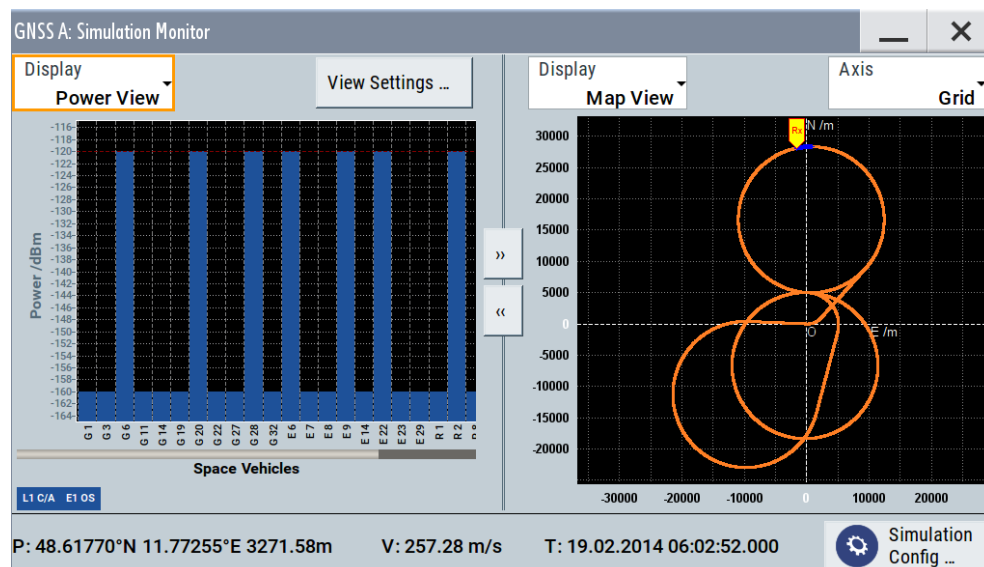 GNSS A: Simulation Monitor
Display
Power View
View Settings ...
Display
Map View
Axis
Grid
Power /dBm
-116
-118
-120
-122
-124
-126
-128
-130
-132
-134
-136
-138
-140
-142
-144
-146
-148
-150
-152
-154
-156
-158
-160
-162
-164
G 1
G 3
G 6
G 11
G 14
G 19
G 20
G 22
G 27
G 28
G 32
E 6
E 7
E 8
E 9
E 14
E 22
E 23
E 29
R 1
R 2
Space Vehicles
L1 C/A E1 OS
»
«
Rx
N /m
30000
25000
20000
15000
10000
5000
0
-5000
-10000
-15000
-20000
O
E /m
-30000 -20000 -10000 0 10000 20000
P: 48.61770°N 11.77255°E 3271.58m V: 257.28 m/s T: 19.02.2014 06:02:52.000
Simulation
Config ...